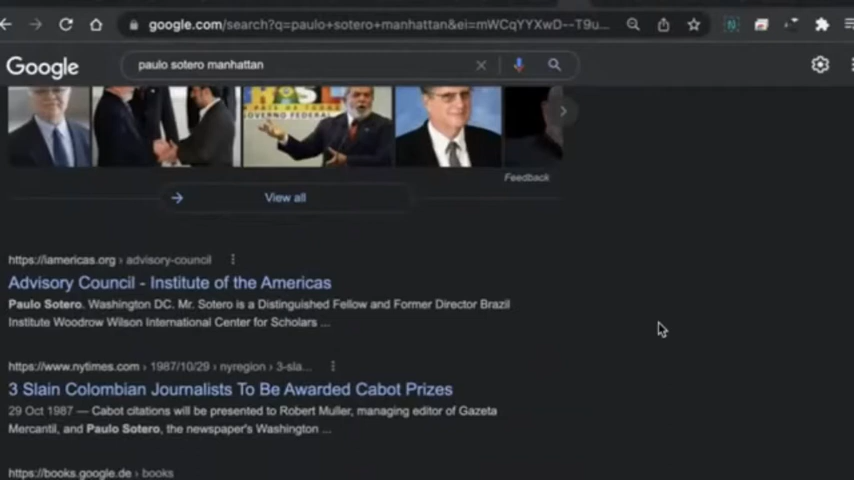 google.com/search?q=paulo+sotero+manhattan&ei=mWCqYYXwD--T9u...
Google
paulo sotero manhattan
GOVERNO FEDERAL
Feedback
View all
https://iamericas.org › advisory-council
Advisory Council - Institute of the Americas
Paulo Sotero. Washington DC. Mr. Sotero is a Distinguished Fellow and Former Director Brazil
Institute Woodrow Wilson International Center for Scholars ...
https://www.nytimes.com › 1987/10/29 › nyregion › 3-sla...
3 Slain Colombian Journalists To Be Awarded Cabot Prizes
29 Oct 1987 — Cabot citations will be presented to Robert Muller, managing editor of Gazeta
Mercantil, and Paulo Sotero, the newspaper's Washington ...
https://books.google.de › books